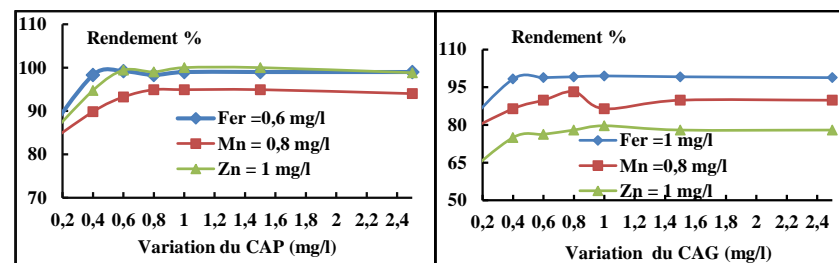 110
Rendement %
100
90
80
70
Fer =0,6 mg/l
Mn = 0,8 mg/l
Zn = 1 mg/l
0,2 0,4 0,6 0,8 1 1,2 1,4 1,6 1,8 2 2,2 2,4
Variation du CAP (mg/l)
110
Rendement %
95
80
65
50
Fer =1 mg/l
Mn =0,8 mg/l
Zn = 1 mg/l
0,2 0,4 0,6 0,8 1 1,2 1,4 1,6 1,8 2 2,2 2,4
Variation du CAG (mg/l)